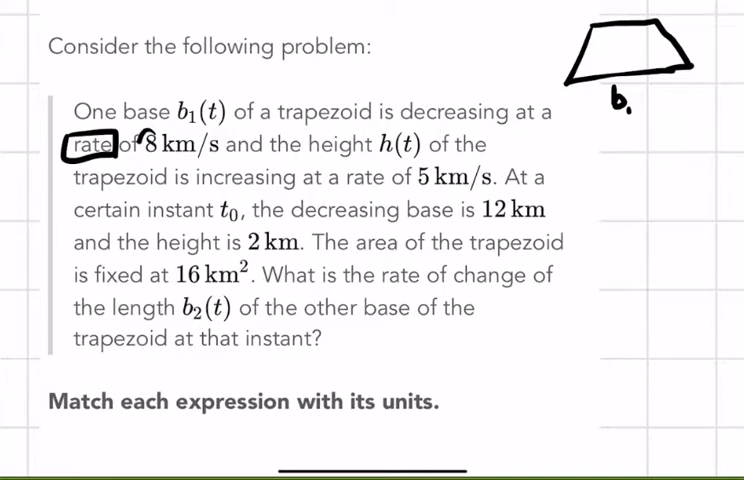 Consider the following problem:
b₁
One base b₁(t) of a trapezoid is decreasing at a
rate of 8 km/s and the height h(t) of the
trapezoid is increasing at a rate of 5 km/s. At a
certain instant t₀, the decreasing base is 12 km
and the height is 2 km. The area of the trapezoid
is fixed at 16 km². What is the rate of change of
the length b₂(t) of the other base of the
trapezoid at that instant?
Match each expression with its units.